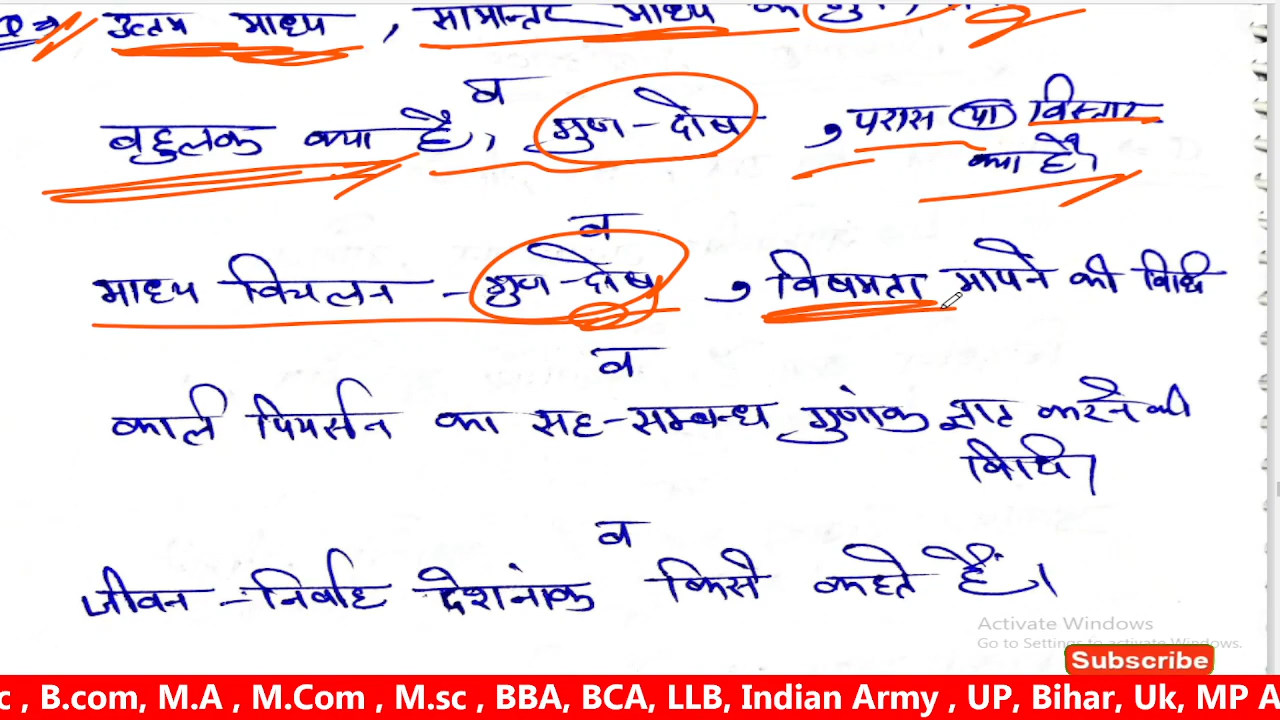 उत्तम माध्य , सामान्तर माध्य के गुण,
व
बहुलक क्या है, गुण-दोष , परास या विस्तार
क्या है।
व
माध्य विचलन - गुण-दोष , विषमता मापने की विधि
व
कार्ल पियर्सन का सह-सम्बन्ध गुणांक ज्ञात करने की
विधि।
व
जीवन-निर्वाह देशनांक किसे कहते हैं।
Activate Windows
Go to Settings to activate Windows.
Subscribe
c , B.com, M.A , M.Com , M.sc , BBA, BCA, LLB, Indian Army , UP, Bihar, Uk, MP A